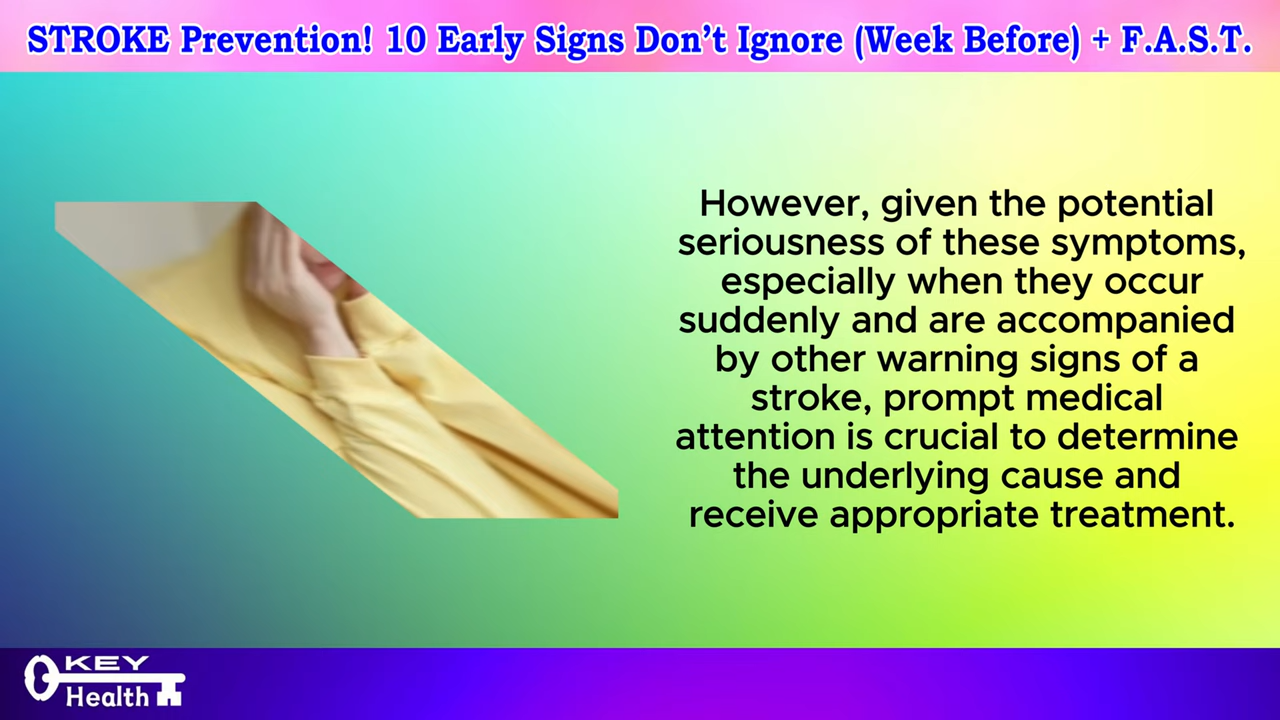 STROKE Prevention! 10 Early Signs Don’t Ignore (Week Before) + F.A.S.T.
However, given the potential
seriousness of these symptoms,
especially when they occur
suddenly and are accompanied
by other warning signs of a
stroke, prompt medical
attention is crucial to determine
the underlying cause and
receive appropriate treatment.
KEY
Health